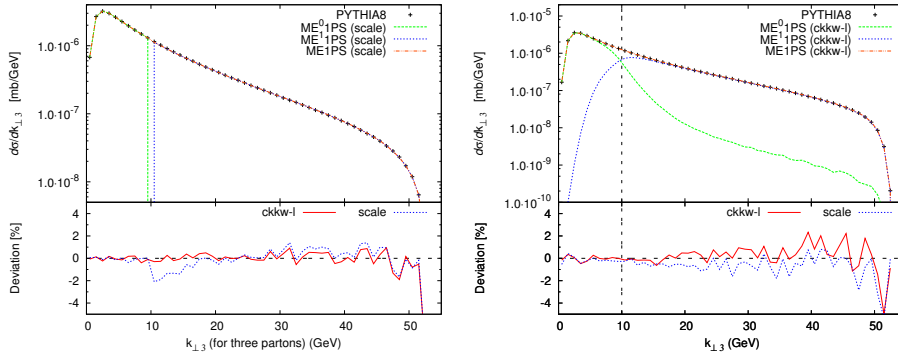 PYTHIA8
ME⁰1PS (scale)
ME¹1PS (scale)
ME1PS (scale)
dσ/dk⊥3 [mb/GeV]
1.0·10⁻⁶
1.0·10⁻⁷
1.0·10⁻⁸
ckkw-l
scale
Deviation [%]
4
2
0
-2
-4
0 10 20 30 40 50
k⊥3 (for three partons) (GeV)
PYTHIA8
ME⁰1PS (ckkw-l)
ME¹1PS (ckkw-l)
ME1PS (ckkw-l)
dσ/dk⊥3 [mb/GeV]
1.0·10⁻⁵
1.0·10⁻⁶
1.0·10⁻⁷
1.0·10⁻⁸
1.0·10⁻⁹
1.0·10⁻¹⁰
ckkw-l
scale
Deviation [%]
4
2
0
-2
-4
0 10 20 30 40 50
k⊥3 (GeV)